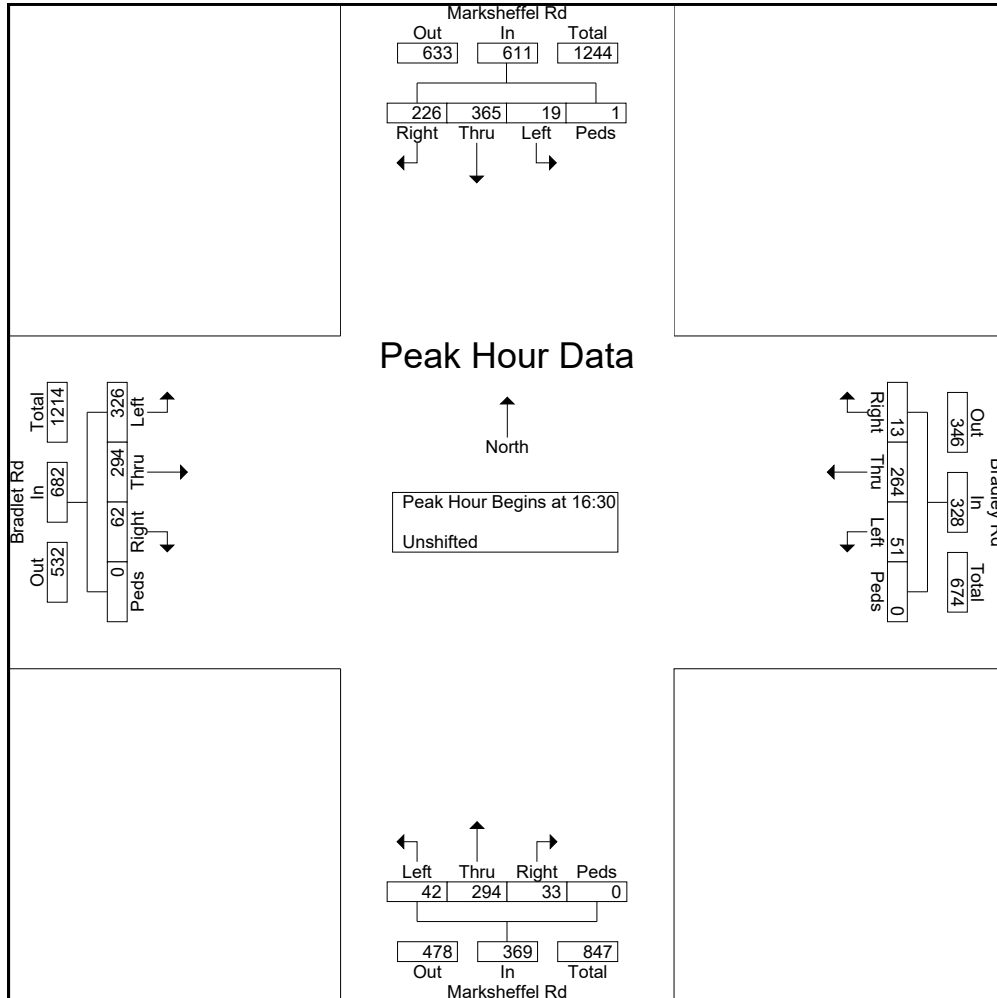 Marksheffel Rd
Out In Total
633 611 1244
226 365 19 1
Right Thru Left Peds
Peak Hour Data
North
Peak Hour Begins at 16:30
Unshifted
Bradlet Rd
Total In Out
1214 682 532
326 294 62 0
Left Thru Right Peds
Right Thru Left Peds
13 264 51 0
346 328 674
Out In Total
Bradley Rd
Left Thru Right Peds
42 294 33 0
478 369 847
Out In Total
Marksheffel Rd